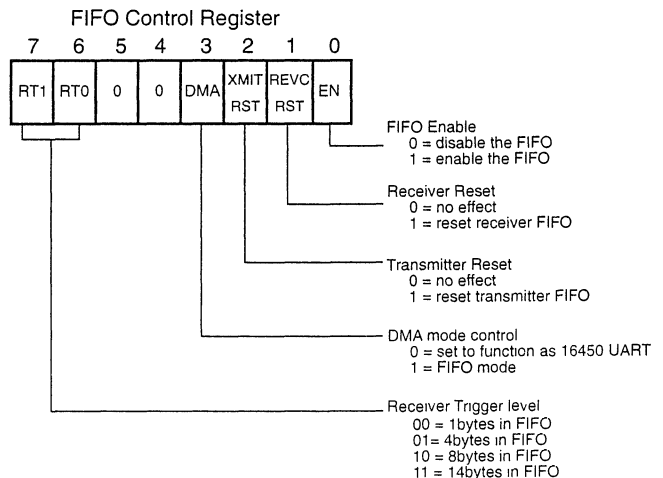 FIFO Control Register
7 6 5 4 3 2 1 0
RT1 RT0 0 0 DMA XMIT RST REVC RST EN
FIFO Enable
0 = disable the FIFO
1 = enable the FIFO
Receiver Reset
0 = no effect
1 = reset receiver FIFO
Transmitter Reset
0 = no effect
1 = reset transmitter FIFO
DMA mode control
0 = set to function as 16450 UART
1 = FIFO mode
Receiver Trigger level
00 = 1bytes in FIFO
01= 4bytes in FIFO
10 = 8bytes in FIFO
11 = 14bytes in FIFO